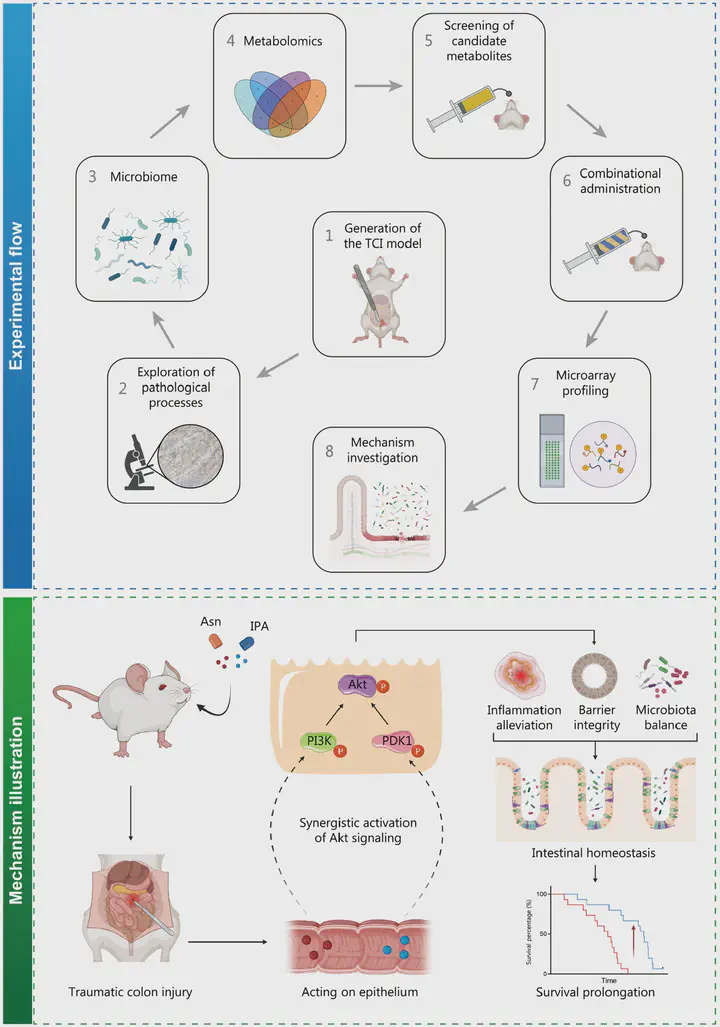 Experimental flow
1
Generation of
the TCI model
2
Exploration of
pathological
processes
3
Microbiome
4
Metabolomics
5
Screening of
candidate
metabolites
6
Combinational
administration
7
Microarray
profiling
8
Mechanism
investigation
Mechanism illustration
Asn
IPA
Akt
P
PI3K
P
PDK1
P
Synergistic activation
of Akt signaling
Traumatic colon injury
Acting on epithelium
Inflammation
alleviation
Barrier
integrity
Microbiota
balance
Intestinal homeostasis
Survival percentage (%)
100
50
0
Time
Survival prolongation